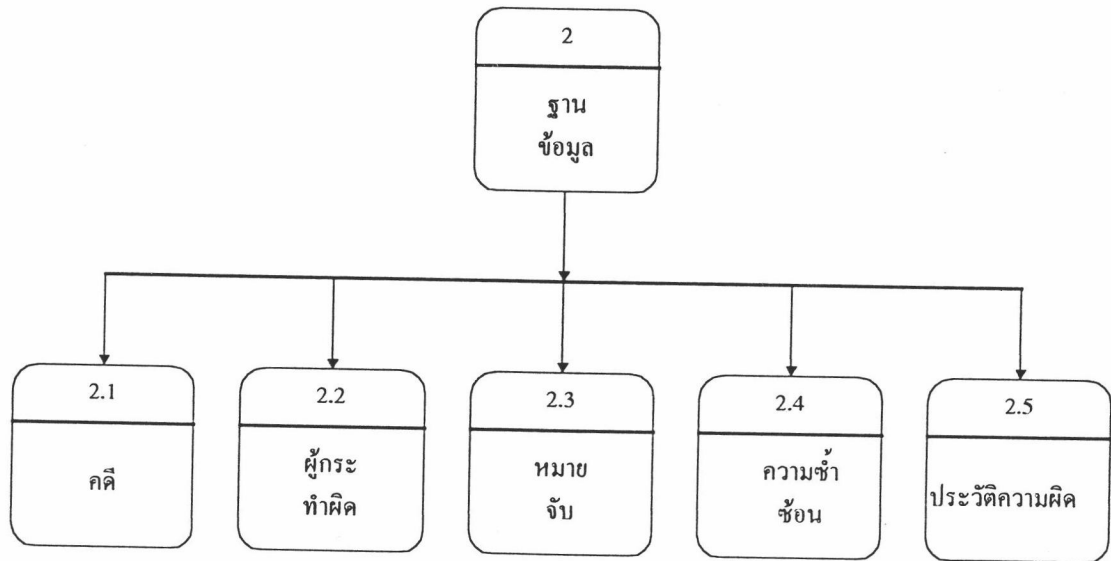 2
ฐาน
ข้อมูล
2.1
คดี
2.2
ผู้กระ
ทำผิด
2.3
หมาย
จับ
2.4
ความซ้ำ
ซ้อน
2.5
ประวัติความผิด